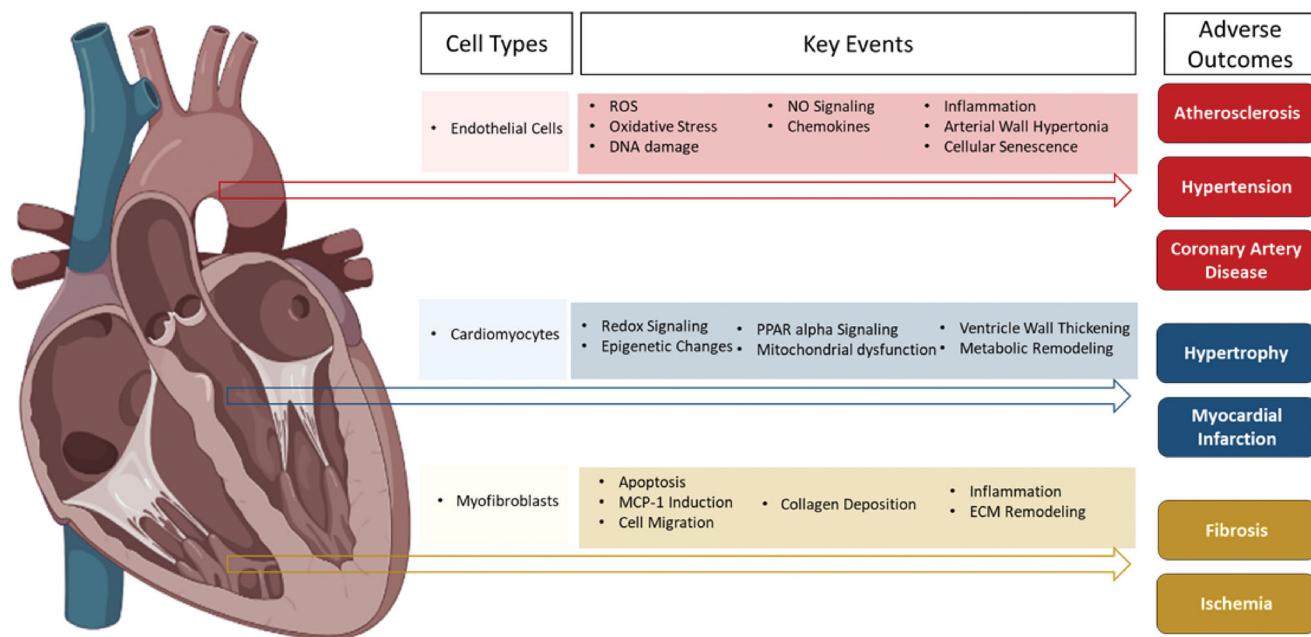 Cell Types
Key Events
Adverse
Outcomes
• Endothelial Cells
• ROS
• Oxidative Stress
• DNA damage
• NO Signaling
• Chemokines
• Inflammation
• Arterial Wall Hypertonia
• Cellular Senescence
Atherosclerosis
Hypertension
Coronary Artery
Disease
• Cardiomyocytes
• Redox Signaling
• Epigenetic Changes
• PPAR alpha Signaling
• Mitochondrial dysfunction
• Ventricle Wall Thickening
• Metabolic Remodeling
Hypertrophy
Myocardial
Infarction
• Myofibroblasts
• Apoptosis
• MCP-1 Induction
• Cell Migration
• Collagen Deposition
• Inflammation
• ECM Remodeling
Fibrosis
Ischemia